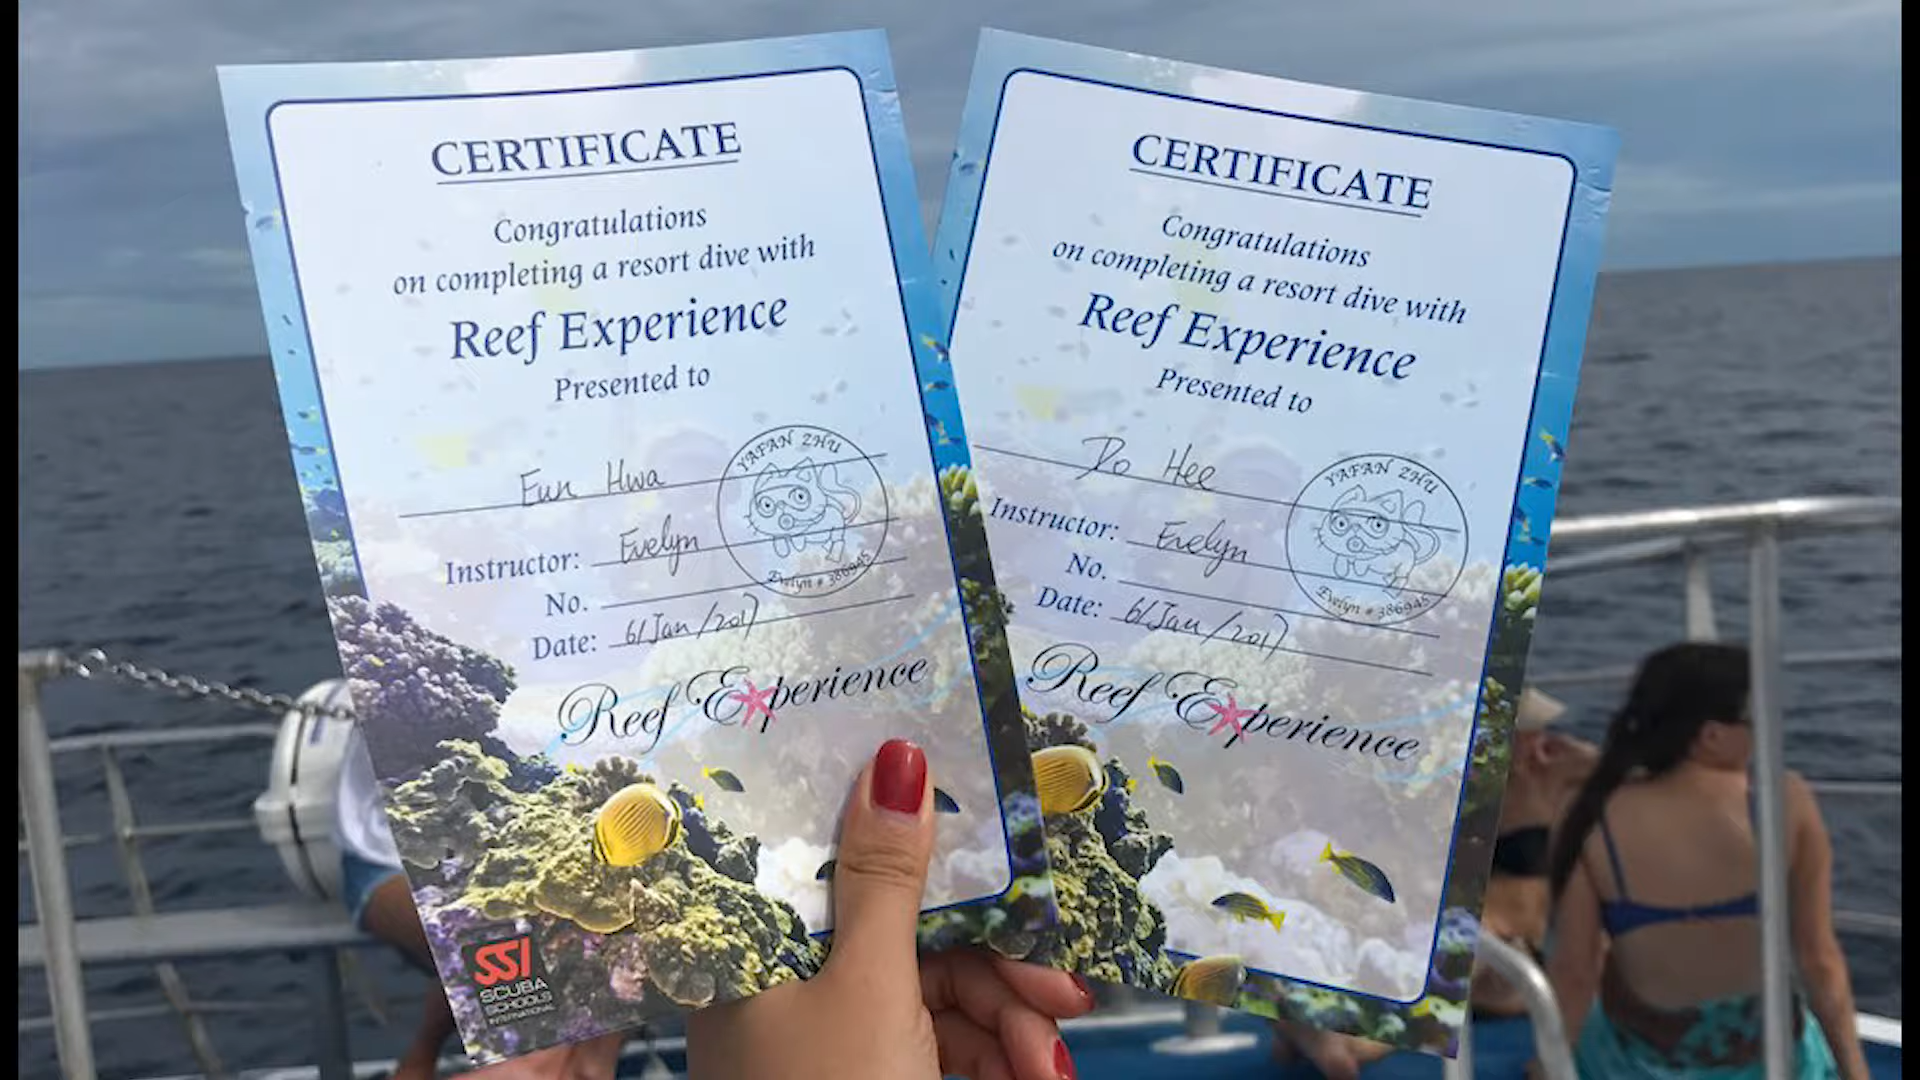 CERTIFICATE
Congratulations
on completing a resort dive with
Reef Experience
Presented to
Eun Hwa
YAFAN ZHU
Evelyn # 386945
Instructor: Evelyn
No.
Date: 6/Jan/2017
Reef Experience
SSI
SCUBA
SCHOOLS
INTERNATIONAL
CERTIFICATE
Congratulations
on completing a resort dive with
Reef Experience
Presented to
Do Hee
YAFAN ZHU
Evelyn # 386945
Instructor: Evelyn
No.
Date: 6/Jan/2017
Reef Experience